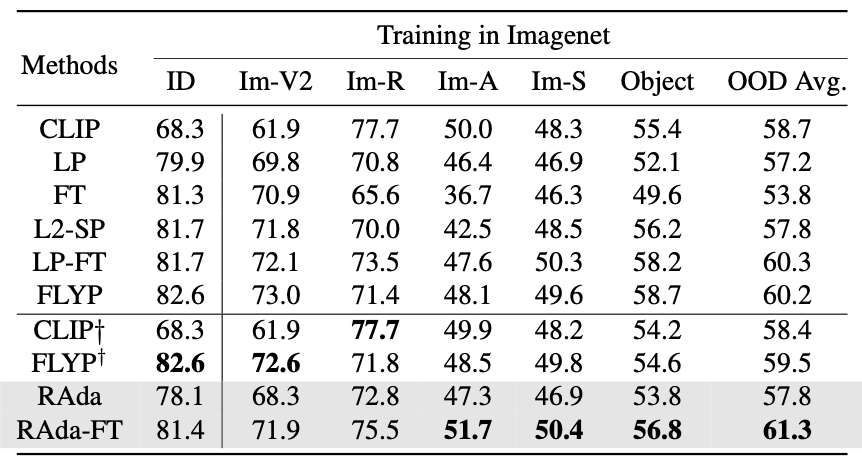 Methods Training in Imagenet
ID Im-V2 Im-R Im-A Im-S Object OOD Avg.
CLIP 68.3 61.9 77.7 50.0 48.3 55.4 58.7
LP 79.9 69.8 70.8 46.4 46.9 52.1 57.2
FT 81.3 70.9 65.6 36.7 46.3 49.6 53.8
L2-SP 81.7 71.8 70.0 42.5 48.5 56.2 57.8
LP-FT 81.7 72.1 73.5 47.6 50.3 58.2 60.3
FLYP 82.6 73.0 71.4 48.1 49.6 58.7 60.2
CLIP† 68.3 61.9 77.7 49.9 48.2 54.2 58.4
FLYP† 82.6 72.6 71.8 48.5 49.8 54.6 59.5
RAda 78.1 68.3 72.8 47.3 46.9 53.8 57.8
RAda-FT 81.4 71.9 75.5 51.7 50.4 56.8 61.3